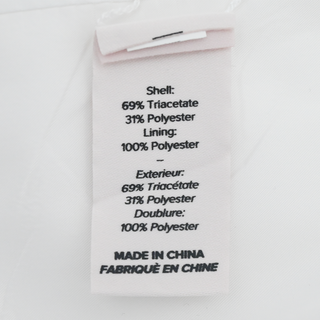 Shell:
69% Triacetate
31% Polyester
Lining:
100% Polyester
–
Exterieur:
69% Triacétate
31% Polyester
Doublure:
100% Polyester
MADE IN CHINA
FABRIQUÈ EN CHINE